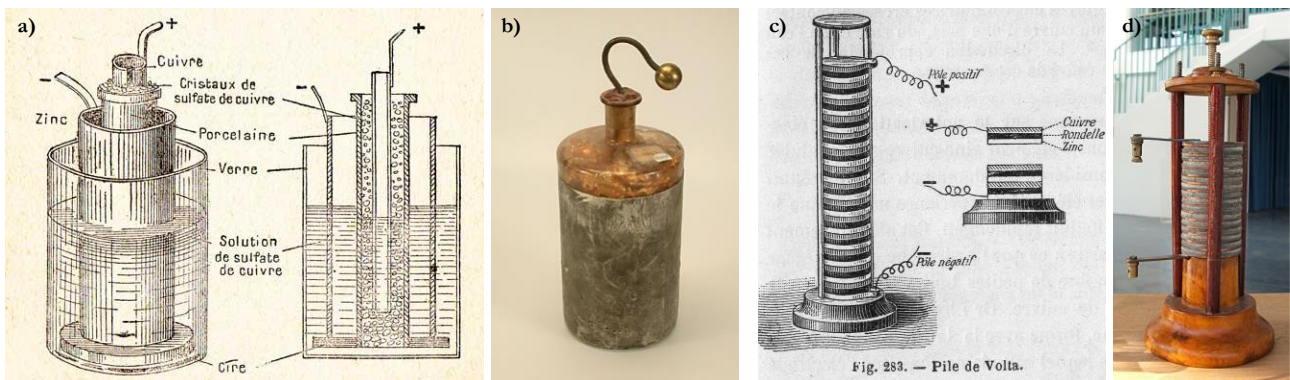 a)
+
Cuivre
Cristaux de
sulfate de cuivre
−
Zinc
Porcelaine
Verre
Solution
de sulfate
de cuivre
Cire
+
−
b)
c)
Pôle positif
+
+
Cuivre
Rondelle
Zinc
−
−
Pôle négatif
Fig. 283. — Pile de Volta.
d)